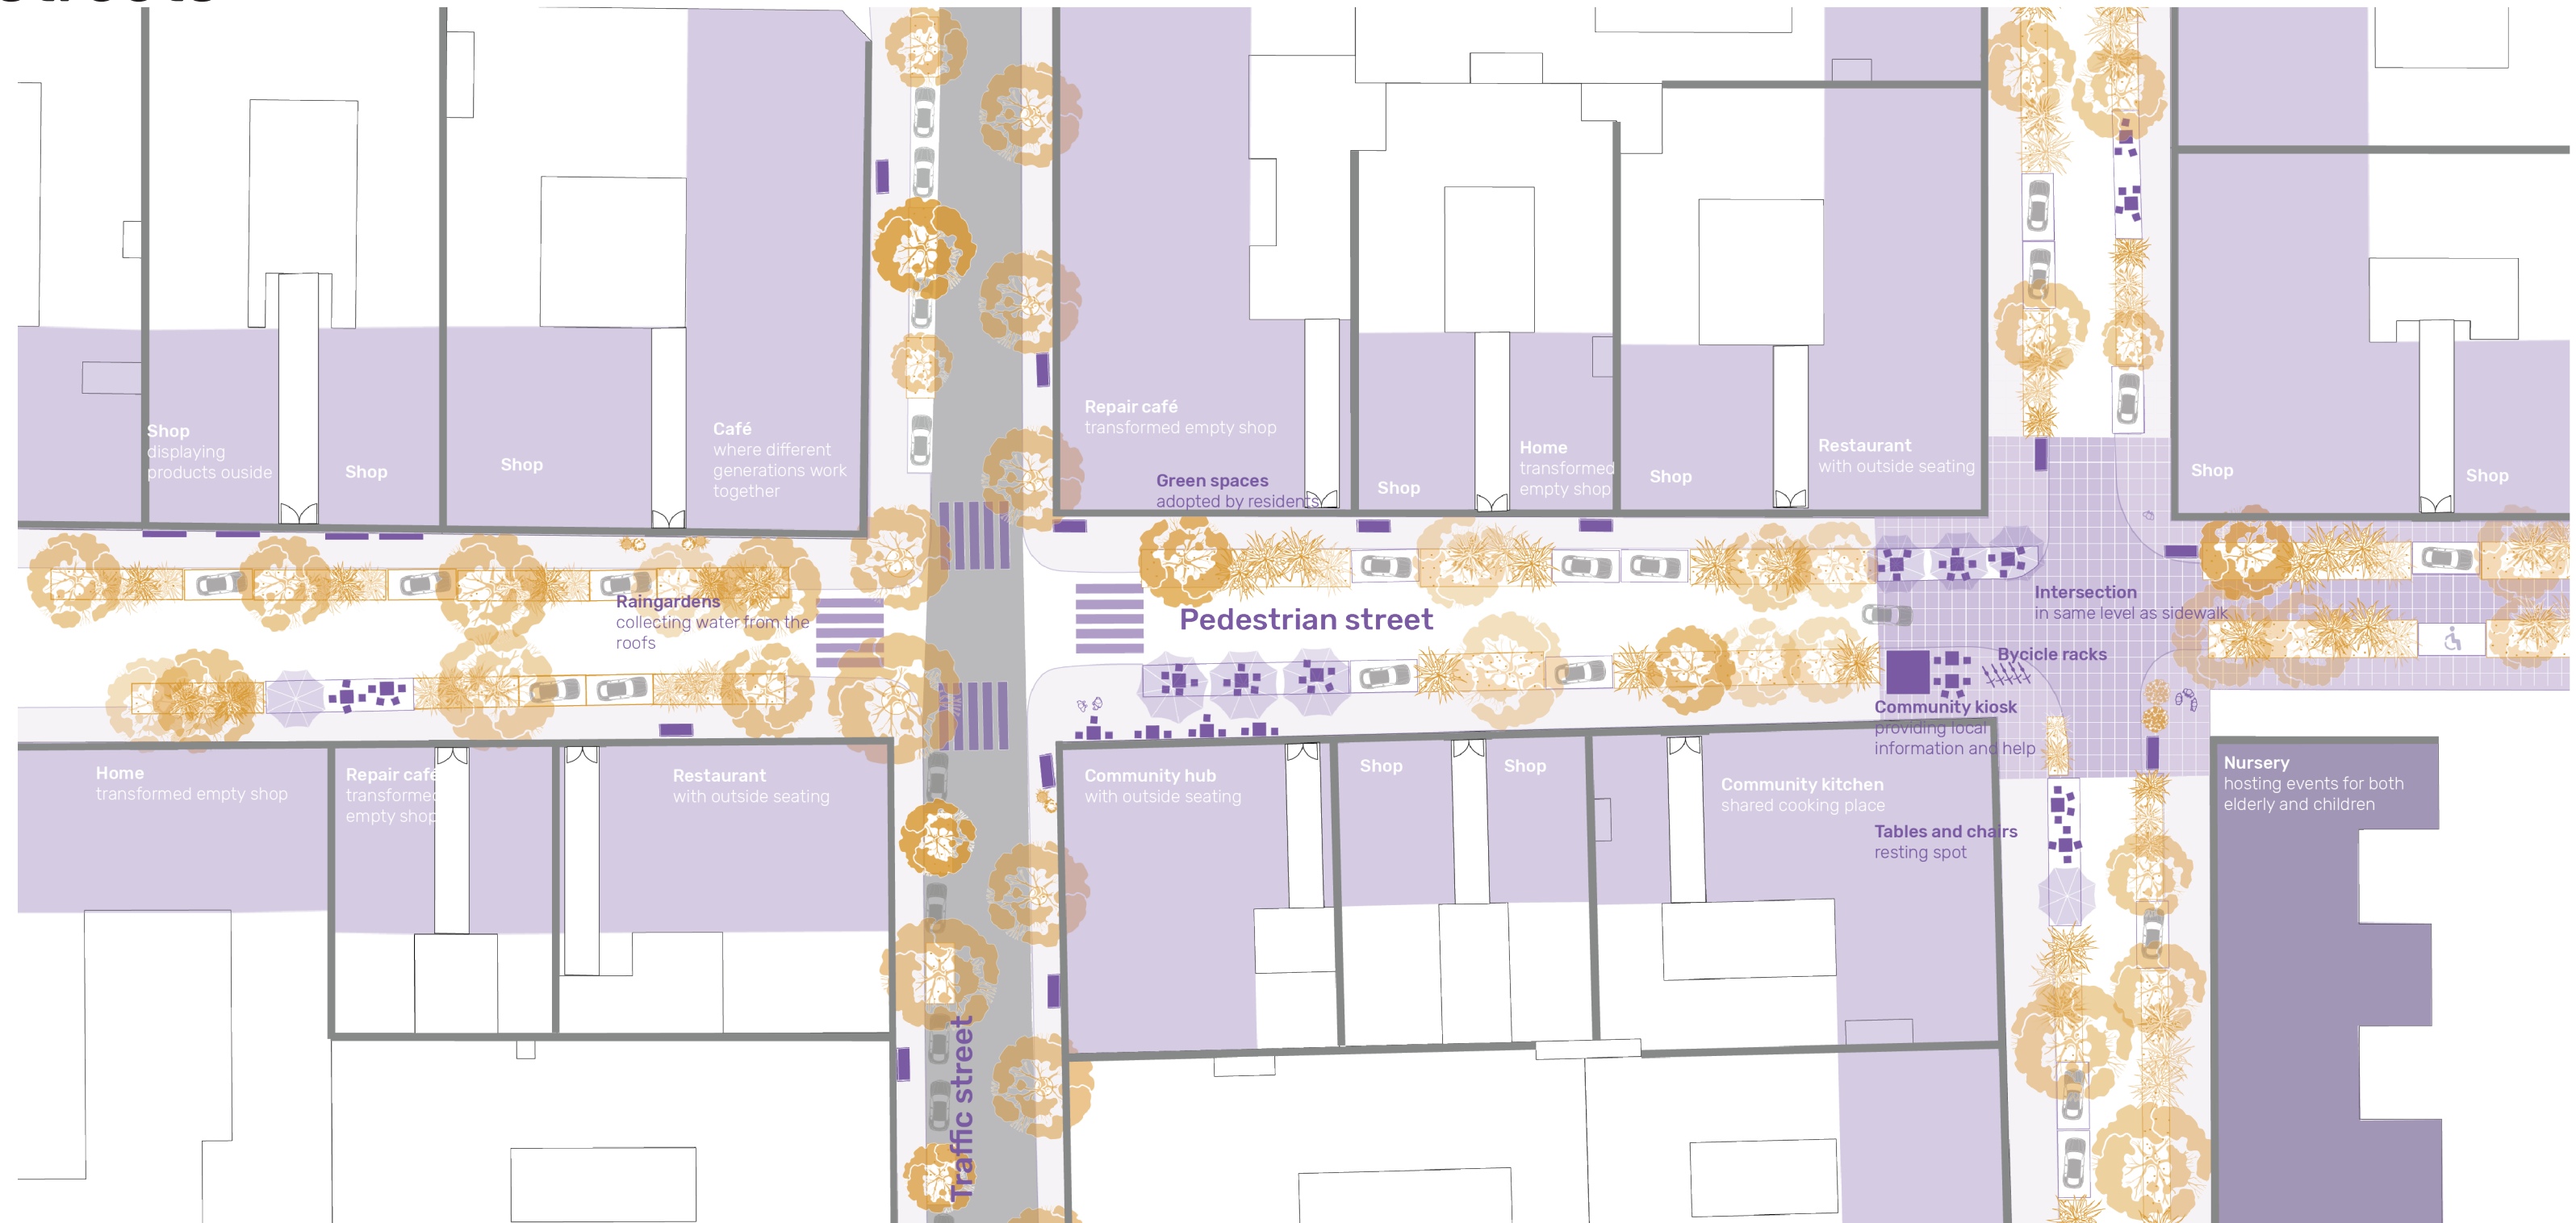 Shop
displaying
products ouside
Shop
Shop
Café
where different
generations work
together
Repair café
transformed empty shop
Green spaces
adopted by residents
Shop
Home
transformed
empty shop
Shop
Restaurant
with outside seating
Shop
Shop
Raingardens
collecting water from the
roofs
Pedestrian street
Intersection
in same level as sidewalk
Bycicle racks
Community kiosk
providing local
information and help
Home
transformed empty shop
Repair café
transformed
empty shop
Restaurant
with outside seating
Community hub
with outside seating
Shop
Shop
Community kitchen
shared cooking place
Tables and chairs
resting spot
Nursery
hosting events for both
elderly and children
Traffic street